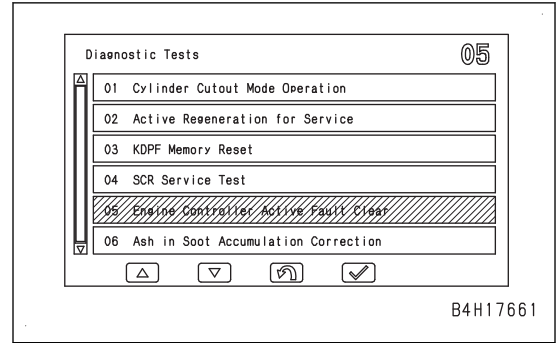 Diagnostic Tests 05
01 Cylinder Cutout Mode Operation
02 Active Regeneration for Service
03 KDPF Memory Reset
04 SCR Service Test
05 Engine Controller Active Fault Clear
06 Ash in Soot Accumulation Correction
B4H17661